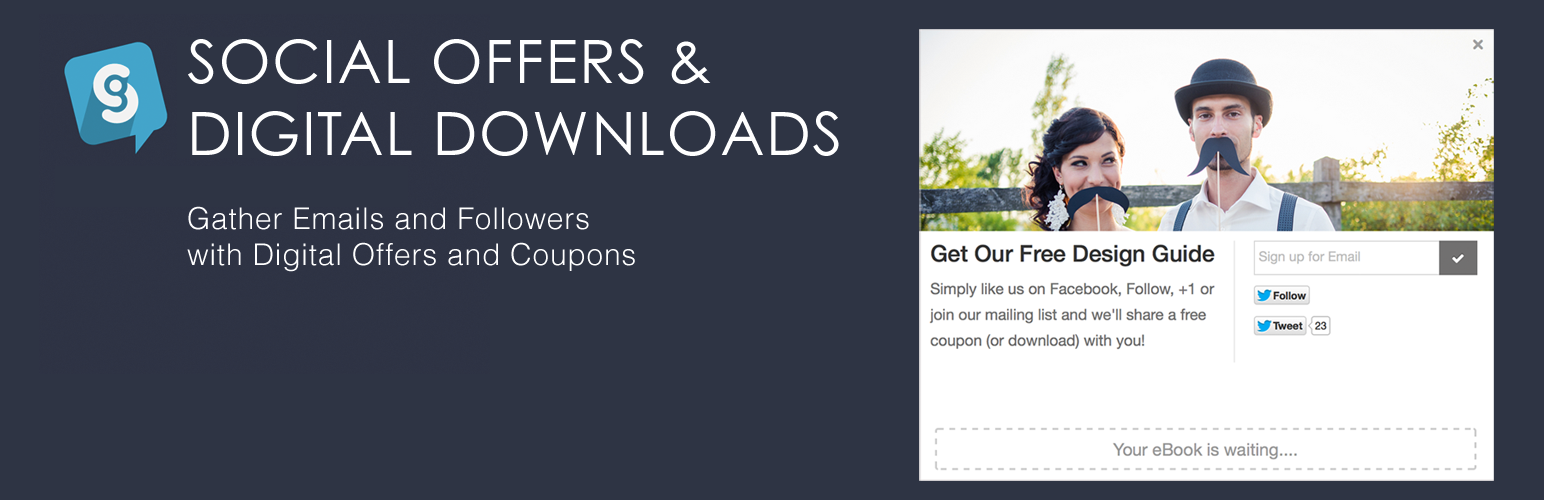 SOCIAL OFFERS &
DIGITAL DOWNLOADS
Gather Emails and Followers
with Digital Offers and Coupons
Get Our Free Design Guide
Simply like us on Facebook, Follow, +1 or
join our mailing list and we'll share a free
coupon (or download) with you!
Sign up for Email
Follow
Tweet 23
Your eBook is waiting....